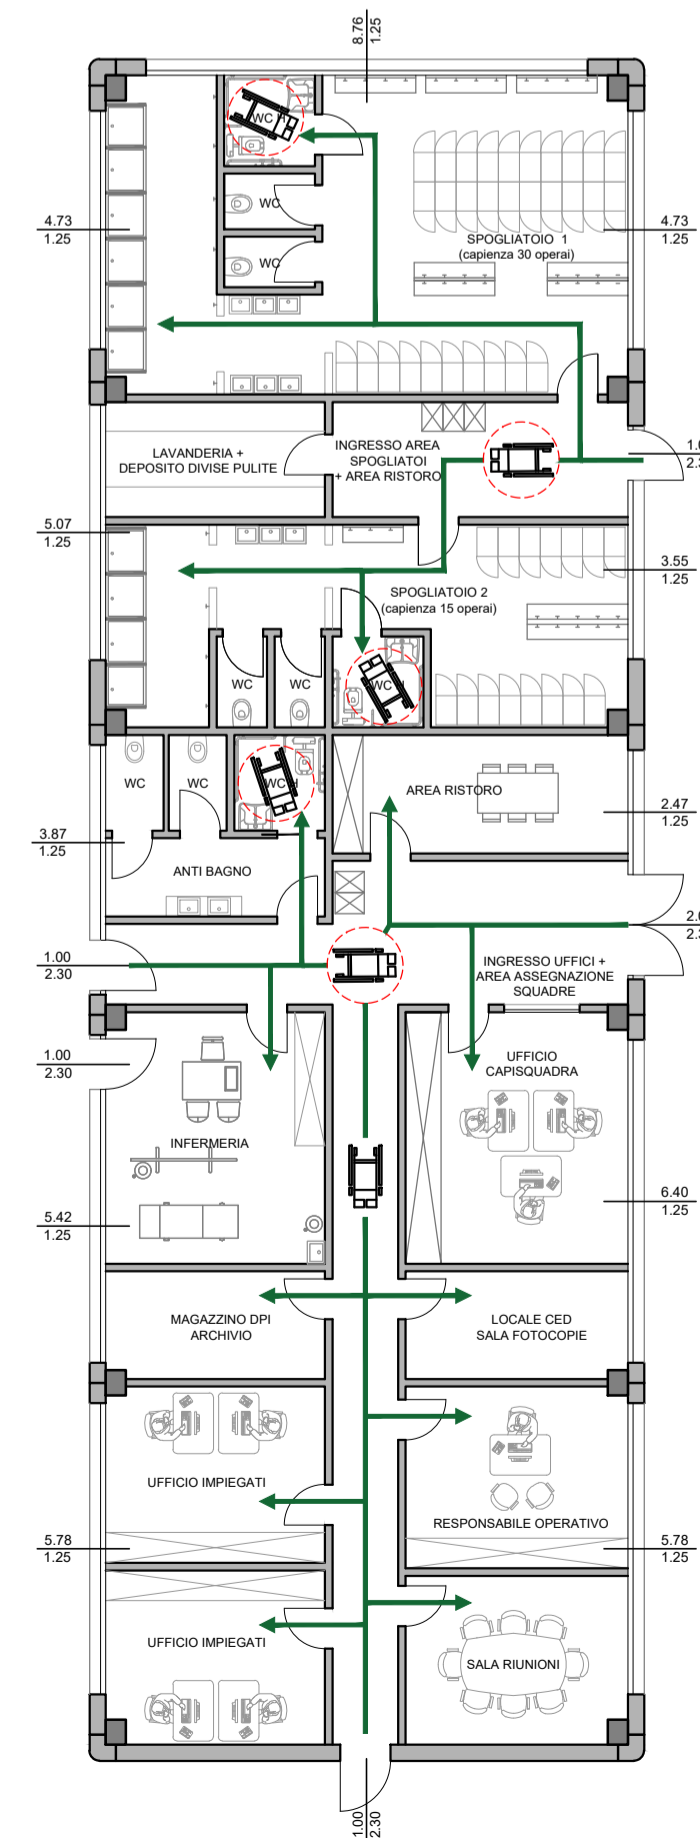 8.76
1.25
WC H
WC
WC
4.73
1.25
4.73
1.25
SPOGLIATOIO 1
(capienza 30 operai)
LAVANDERIA +
DEPOSITO DIVISE PULITE
INGRESSO AREA
SPOGLIATOI
+ AREA RISTORO
5.07
1.25
3.55
1.25
SPOGLIATOIO 2
(capienza 15 operai)
WC
WC
WC H
WC
WC
WC H
AREA RISTORO
2.47
1.25
3.87
1.25
ANTI BAGNO
1.00
2.30
INGRESSO UFFICI +
AREA ASSEGNAZIONE
SQUADRE
1.00
2.30
UFFICIO
CAPISQUADRA
INFERMERIA
5.42
1.25
6.40
1.25
MAGAZZINO DPI
ARCHIVIO
LOCALE CED
SALA FOTOCOPIE
UFFICIO IMPIEGATI
RESPONSABILE OPERATIVO
5.78
1.25
5.78
1.25
UFFICIO IMPIEGATI
SALA RIUNIONI
1.00
2.30